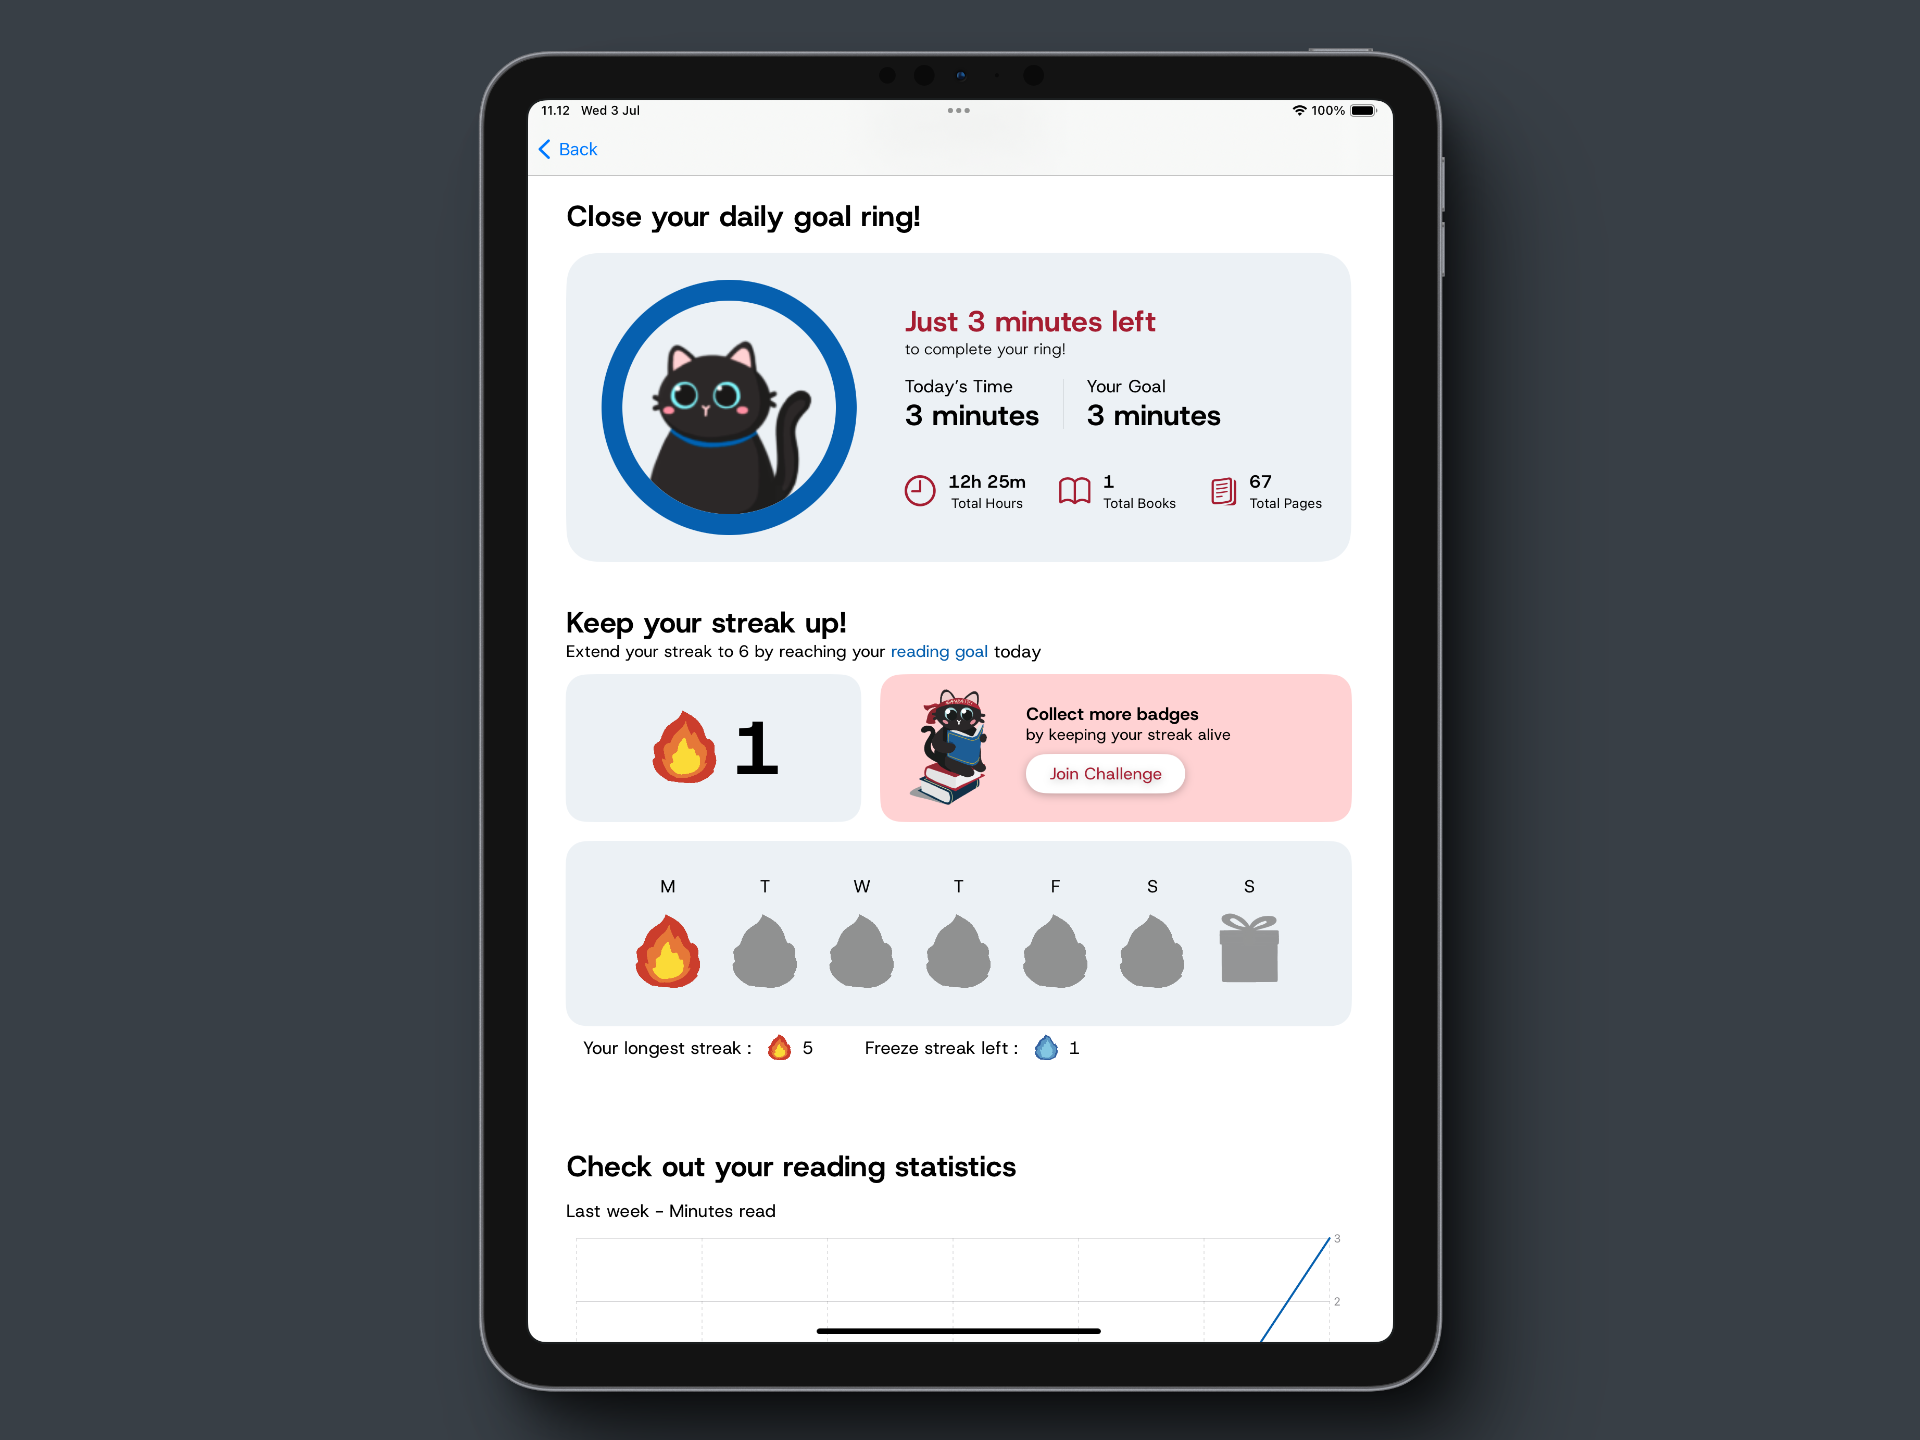 11.12 Wed 3 Jul
100%
Back
Close your daily goal ring!
Just 3 minutes left
to complete your ring!
Today's Time
3 minutes
Your Goal
3 minutes
12h 25m
Total Hours
1
Total Books
67
Total Pages
Keep your streak up!
Extend your streak to 6 by reaching your reading goal today
1
Collect more badges
by keeping your streak alive
Join Challenge
M T W T F S S
Your longest streak : 5 Freeze streak left : 1
Check out your reading statistics
Last week - Minutes read
3
2